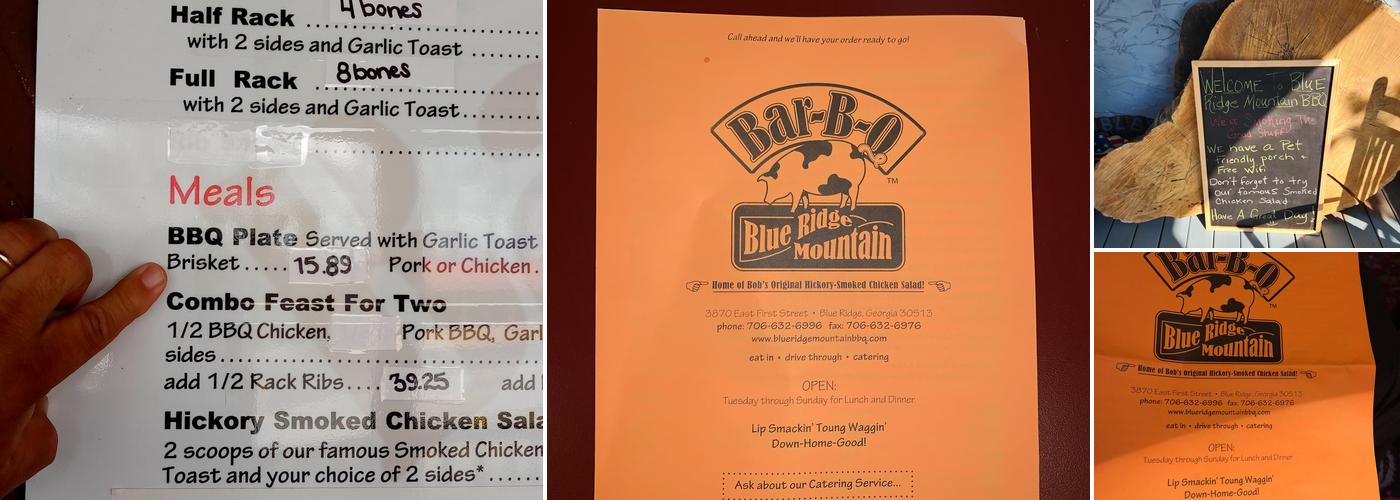 Half Rack .............. 4 bones
with 2 sides and Garlic Toast ..........
Full Rack .............. 8 bones
with 2 sides and Garlic Toast..........
Meals
BBQ Plate Served with Garlic Toast
Brisket ..... 15.89 Pork or Chicken .
Combo Feast For Two
1/2 BBQ Chicken, Pork BBQ, Garl
sides ........................
add 1/2 Rack Ribs.... 39.25 add
Hickory Smoked Chicken Sala
2 scoops of our famous Smoked Chicken
Toast and your choice of 2 sides*......
Call ahead and we'll have your order ready to go!
Bar-B-Q
TM
Blue Ridge
Mountain
Home of Bob's Original Hickory-Smoked Chicken Salad!
3870 East First Street • Blue Ridge, Georgia 30513
phone: 706-632-6996 fax: 706-632-6976
www.blueridgemountainbbq.com
eat in • drive through • catering
OPEN:
Tuesday through Sunday for Lunch and Dinner
Lip Smackin' Toung Waggin'
Down-Home-Good!
Ask about our Catering Service...
WELCOME To BluE
Ridge Mountain BBQ
We're Smoking The
Good Stuff!
WE have a Pet
friendly porch +
Free Wifi
Don't forget to try
our famous Smoked
Chicken Salad
Have A Great Day!
Bar-B-Q
TM
Blue Ridge
Mountain
Home of Bob's Original Hickory-Smoked Chicken Salad!
3870 East First Street • Blue Ridge, Georgia 30513
phone: 706-632-6996 fax: 706-632-6976
www.blueridgemountainbbq.com
eat in • drive through • catering
OPEN:
Tuesday through Sunday for Lunch and Dinner
Lip Smackin' Toung Waggin'
Down-Home-Good!